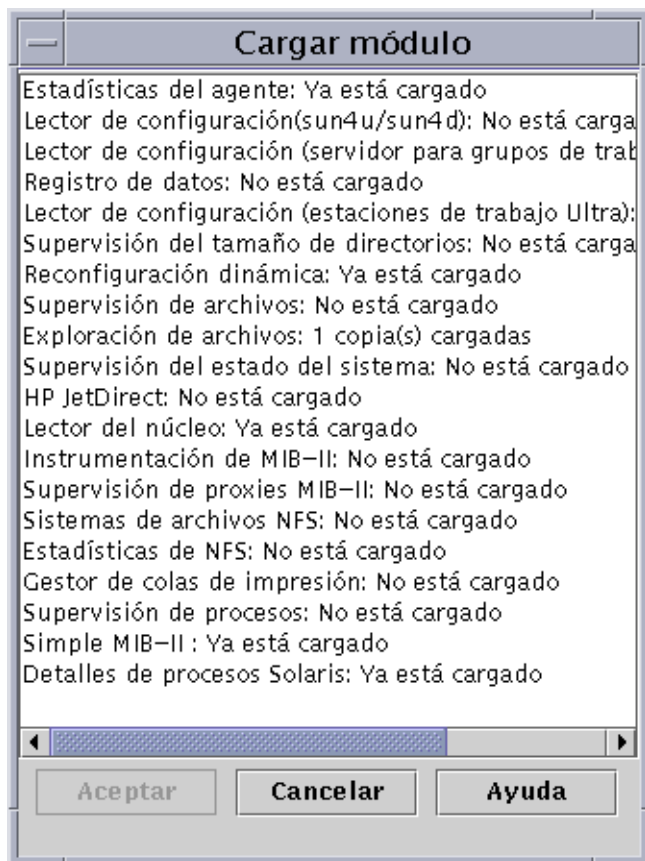 Cargar módulo
Estadísticas del agente: Ya está cargado
Lector de configuración(sun4u/sun4d): No está carga
Lector de configuración (servidor para grupos de trab
Registro de datos: No está cargado
Lector de configuración (estaciones de trabajo Ultra):
Supervisión del tamaño de directorios: No está carga
Reconfiguración dinámica: Ya está cargado
Supervisión de archivos: No está cargado
Exploración de archivos: 1 copia(s) cargadas
Supervisión del estado del sistema: No está cargado
HP JetDirect: No está cargado
Lector del núcleo: Ya está cargado
Instrumentación de MIB-II: No está cargado
Supervisión de proxies MIB-II: No está cargado
Sistemas de archivos NFS: No está cargado
Estadísticas de NFS: No está cargado
Gestor de colas de impresión: No está cargado
Supervisión de procesos: No está cargado
Simple MIB-II : Ya está cargado
Detalles de procesos Solaris: Ya está cargado
Aceptar Cancelar Ayuda